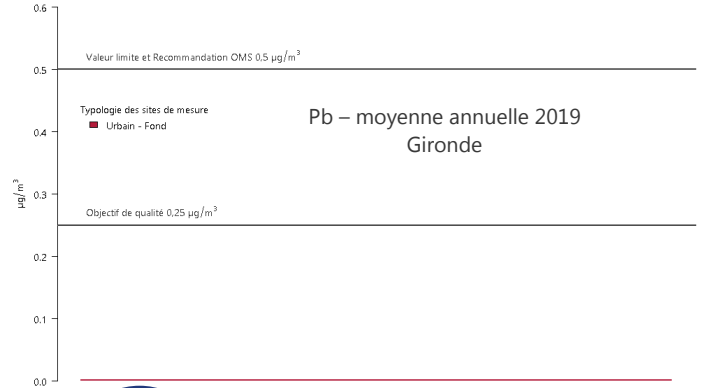 0.6
Valeur limite et Recommandation OMS 0,5 µg/m³
0.5
Typologie des sites de mesure
Urbain - Fond
Pb – moyenne annuelle 2019
Gironde
0.4
µg/m³
0.3
Objectif de qualité 0,25 µg/m³
0.2
0.1
0.0